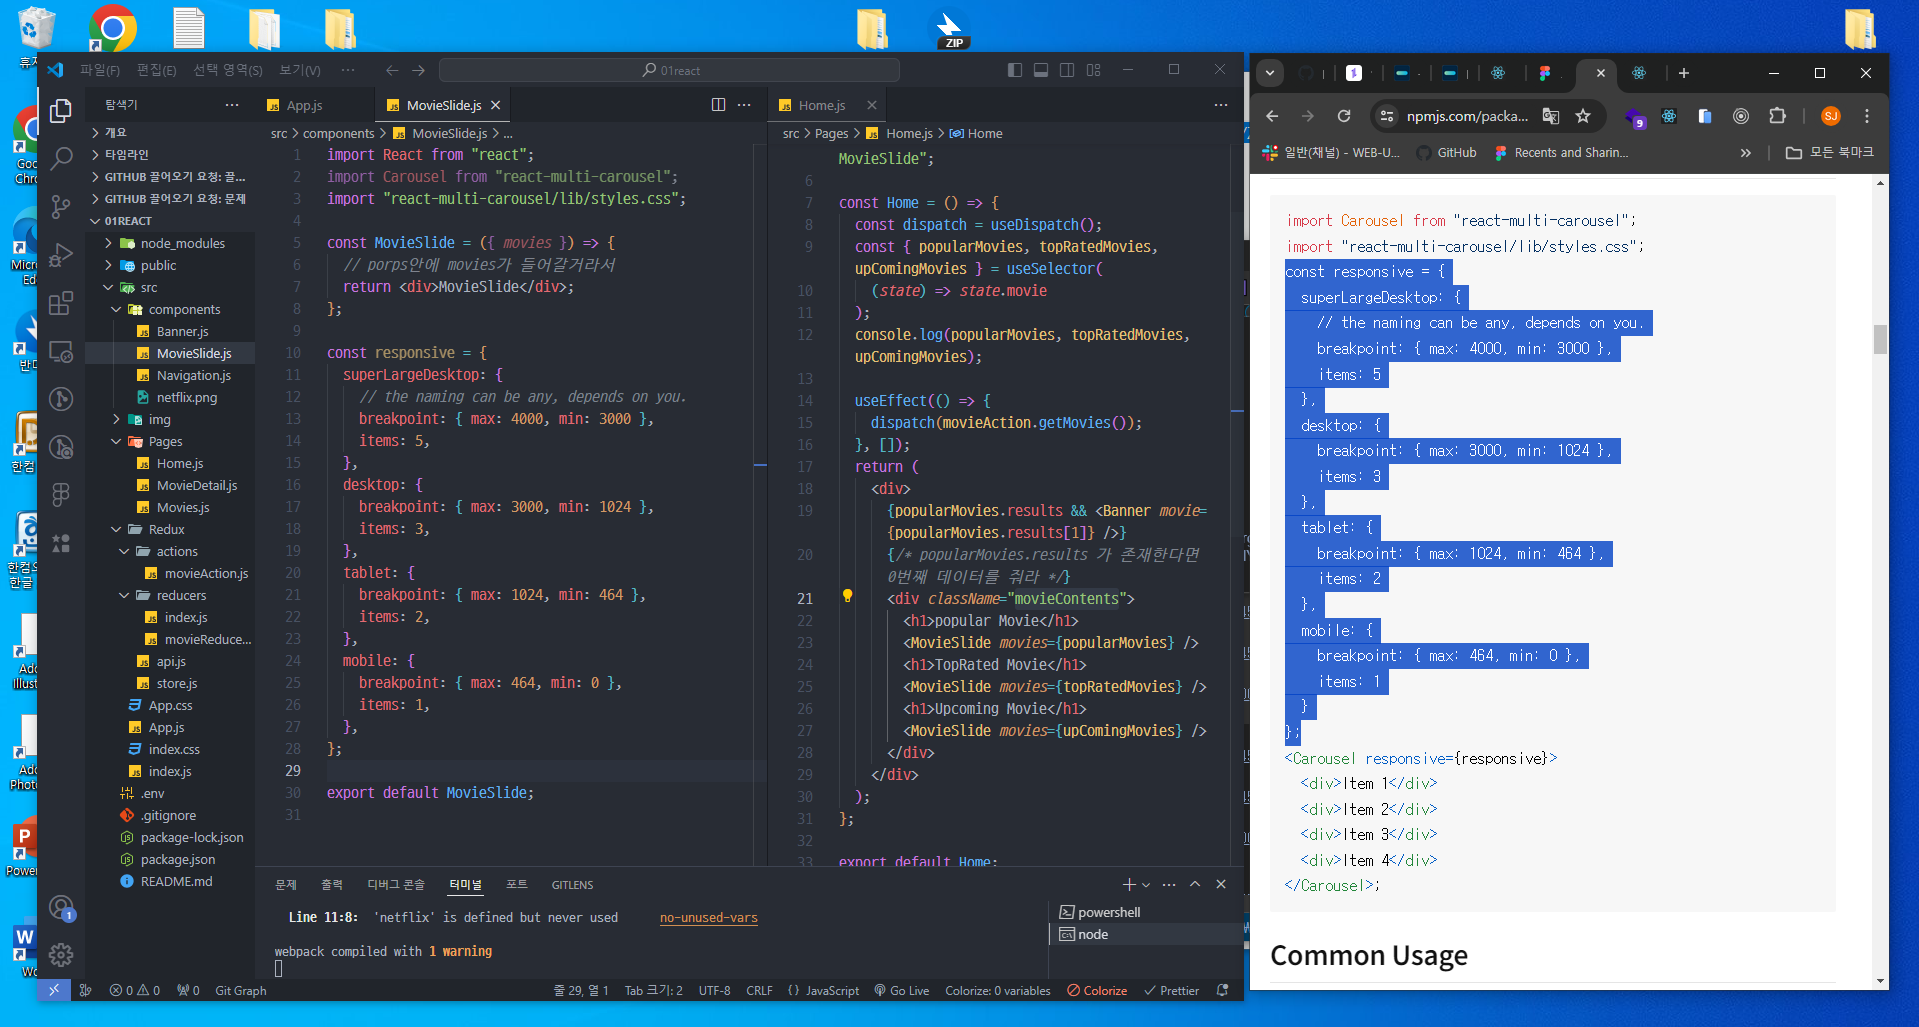 ZIP
파일(F) 편집(E) 선택 영역(S) 보기(V) ···
01react
탐색기
개요
타임라인
GITHUB 끌어오기 요청: 끌...
GITHUB 끌어오기 요청: 문제
01REACT
node_modules
public
src
components
Banner.js
MovieSlide.js
Navigation.js
netflix.png
img
Pages
Home.js
MovieDetail.js
Movies.js
Redux
actions
movieAction.js
reducers
index.js
movieReduce...
api.js
store.js
App.css
App.js
index.css
index.js
.env
.gitignore
package-lock.json
package.json
README.md
App.js MovieSlide.js
src > components > MovieSlide.js > ...
1 import React from "react";
2 import Carousel from "react-multi-carousel";
3 import "react-multi-carousel/lib/styles.css";
4
5 const MovieSlide = ({ movies }) => {
6 // porps안에 movies가 들어갈거라서
7 return <div>MovieSlide</div>;
8 };
9
10 const responsive = {
11 superLargeDesktop: {
12 // the naming can be any, depends on you.
13 breakpoint: { max: 4000, min: 3000 },
14 items: 5,
15 },
16 desktop: {
17 breakpoint: { max: 3000, min: 1024 },
18 items: 3,
19 },
20 tablet: {
21 breakpoint: { max: 1024, min: 464 },
22 items: 2,
23 },
24 mobile: {
25 breakpoint: { max: 464, min: 0 },
26 items: 1,
27 },
28 };
29
30 export default MovieSlide;
31
Home.js
src > Pages > Home.js > Home
MovieSlide";
6
7 const Home = () => {
8 const dispatch = useDispatch();
9 const { popularMovies, topRatedMovies,
upComingMovies } = useSelector(
10 (state) => state.movie
11 );
12 console.log(popularMovies, topRatedMovies,
upComingMovies);
13
14 useEffect(() => {
15 dispatch(movieAction.getMovies());
16 }, []);
17 return (
18 <div>
19 {popularMovies.results && <Banner movie=
{popularMovies.results[1]} />}
20 {/* popularMovies.results 가 존재한다면
0번째 데이터를 줘라 */}
21 <div className="movieContents">
22 <h1>popular Movie</h1>
23 <MovieSlide movies={popularMovies} />
24 <h1>TopRated Movie</h1>
25 <MovieSlide movies={topRatedMovies} />
26 <h1>Upcoming Movie</h1>
27 <MovieSlide movies={upComingMovies} />
28 </div>
29 </div>
30 );
31 };
32
33 export default Home;
문제 출력 디버그 콘솔 터미널 포트 GITLENS
Line 11:8: 'netflix' is defined but never used no-unused-vars
webpack compiled with 1 warning
powershell
node
0 0 0 Git Graph 줄 29, 열 1 Tab 크기: 2 UTF-8 CRLF {} JavaScript Go Live Colorize: 0 variables Colorize Prettier
npmjs.com/packa...
9
SJ
일반(채널) - WEB-U... GitHub Recents and Sharin... » 모든 북마크
import Carousel from "react-multi-carousel";
import "react-multi-carousel/lib/styles.css";
const responsive = {
superLargeDesktop: {
// the naming can be any, depends on you.
breakpoint: { max: 4000, min: 3000 },
items: 5
},
desktop: {
breakpoint: { max: 3000, min: 1024 },
items: 3
},
tablet: {
breakpoint: { max: 1024, min: 464 },
items: 2
},
mobile: {
breakpoint: { max: 464, min: 0 },
items: 1
}
};
<Carousel responsive={responsive}>
<div>Item 1</div>
<div>Item 2</div>
<div>Item 3</div>
<div>Item 4</div>
</Carousel>;
Common Usage